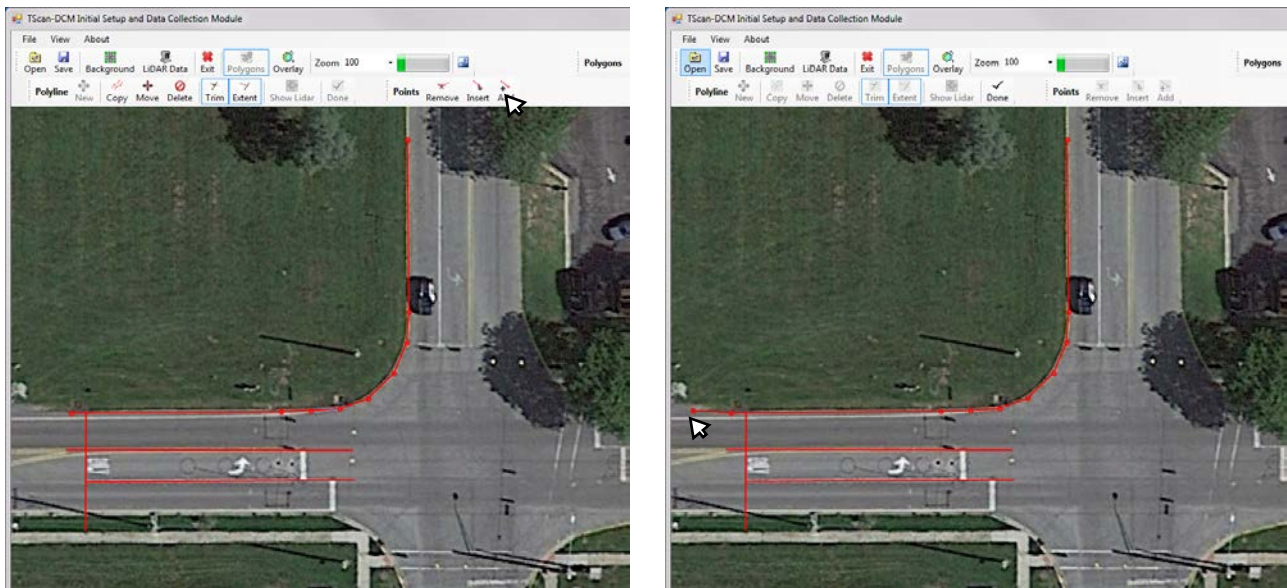 TScan-DCM Initial Setup and Data Collection Module
File View About
Open Save Background LiDAR Data Exit Polygons Overlay Zoom 100 Polygons
Polyline New Copy Move Delete Trim Extent Show Lidar Done Points Remove Insert
TScan-DCM Initial Setup and Data Collection Module
File View About
Open Save Background LiDAR Data Exit Polygons Overlay Zoom 100 Polygons
Polyline New Copy Move Delete Trim Extent Show Lidar Done Points Remove Insert Add